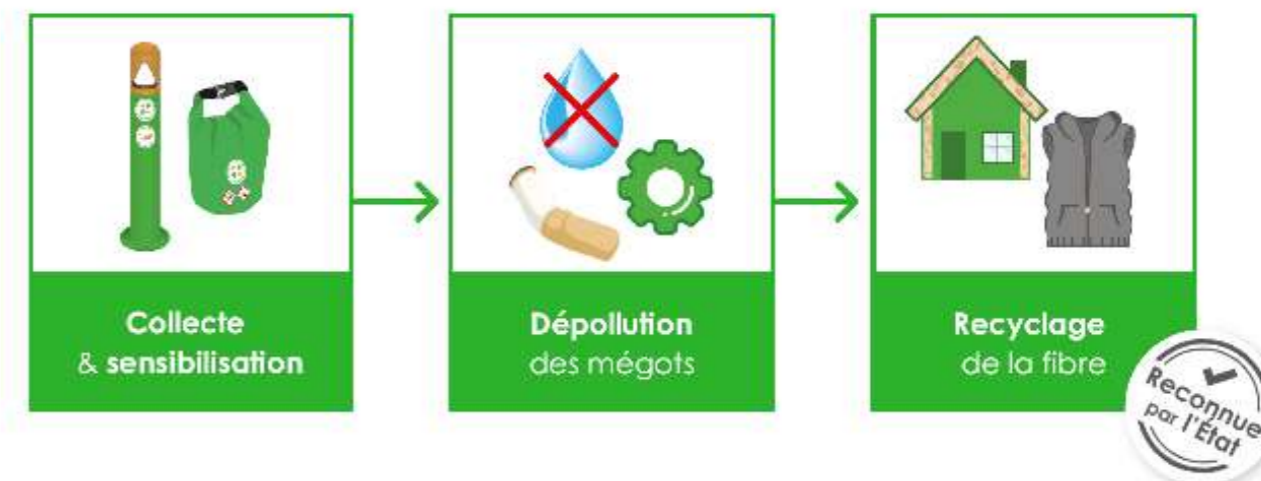 Collecte
& sensibilisation
Dépollution
des mégots
Recyclage
de la fibre
Reconnue
par l'État